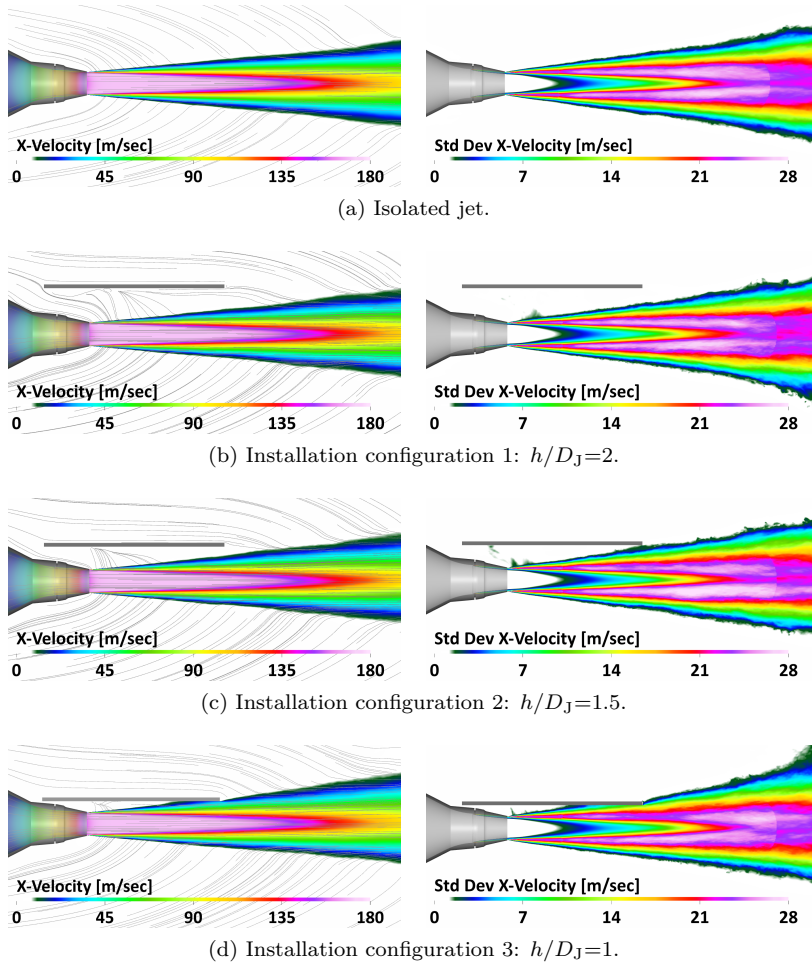 X-Velocity [m/sec] Std Dev X-Velocity [m/sec]
0 45 90 135 180 0 7 14 21 28
(a) Isolated jet.
X-Velocity [m/sec] Std Dev X-Velocity [m/sec]
0 45 90 135 180 0 7 14 21 28
(b) Installation configuration 1: h/D_J=2.
X-Velocity [m/sec] Std Dev X-Velocity [m/sec]
0 45 90 135 180 0 7 14 21 28
(c) Installation configuration 2: h/D_J=1.5.
X-Velocity [m/sec] Std Dev X-Velocity [m/sec]
0 45 90 135 180 0 7 14 21 28
(d) Installation configuration 3: h/D_J=1.